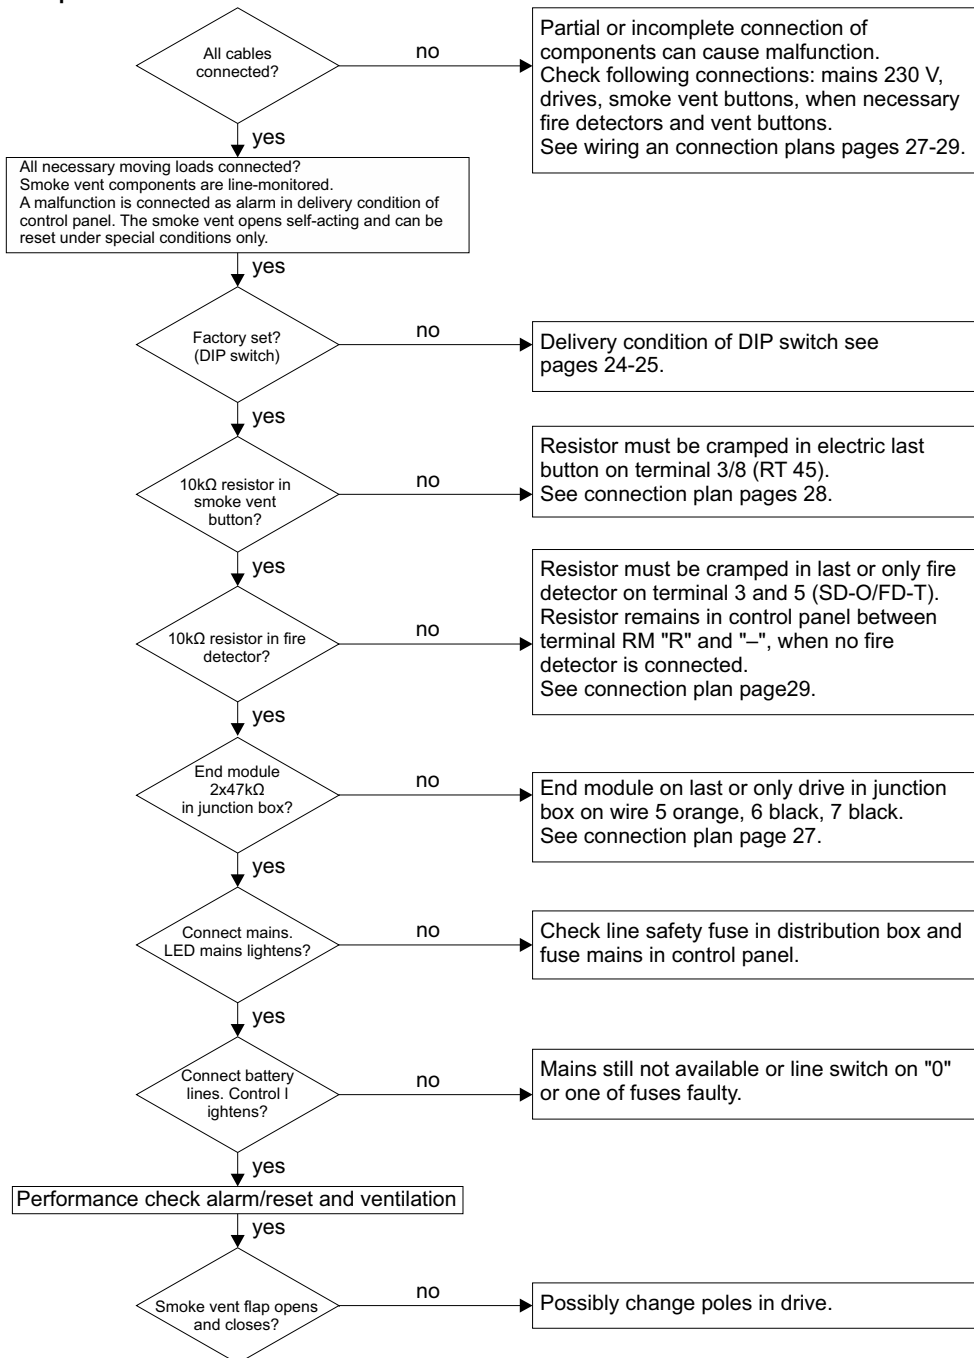 All cables
connected?
no
Partial or incomplete connection of
components can cause malfunction.
Check following connections: mains 230 V,
drives, smoke vent buttons, when necessary
fire detectors and vent buttons.
See wiring an connection plans pages 27-29.
yes
All necessary moving loads connected?
Smoke vent components are line-monitored.
A malfunction is connected as alarm in delivery condition of
control panel. The smoke vent opens self-acting and can be
reset under special conditions only.
yes
Factory set?
(DIP switch)
no
Delivery condition of DIP switch see
pages 24-25.
yes
10kΩ resistor in
smoke vent
button?
no
Resistor must be cramped in electric last
button on terminal 3/8 (RT 45).
See connection plan pages 28.
yes
10kΩ resistor in fire
detector?
no
Resistor must be cramped in last or only fire
detector on terminal 3 and 5 (SD-O/FD-T).
Resistor remains in control panel between
terminal RM "R" and "–", when no fire
detector is connected.
See connection plan page29.
yes
End module
2x47kΩ
in junction box?
no
End module on last or only drive in junction
box on wire 5 orange, 6 black, 7 black.
See connection plan page 27.
yes
Connect mains.
LED mains lightens?
no
Check line safety fuse in distribution box and
fuse mains in control panel.
yes
Connect battery
lines. Control l
ightens?
no
Mains still not available or line switch on "0"
or one of fuses faulty.
yes
Performance check alarm/reset and ventilation
yes
Smoke vent flap opens
and closes?
no
Possibly change poles in drive.